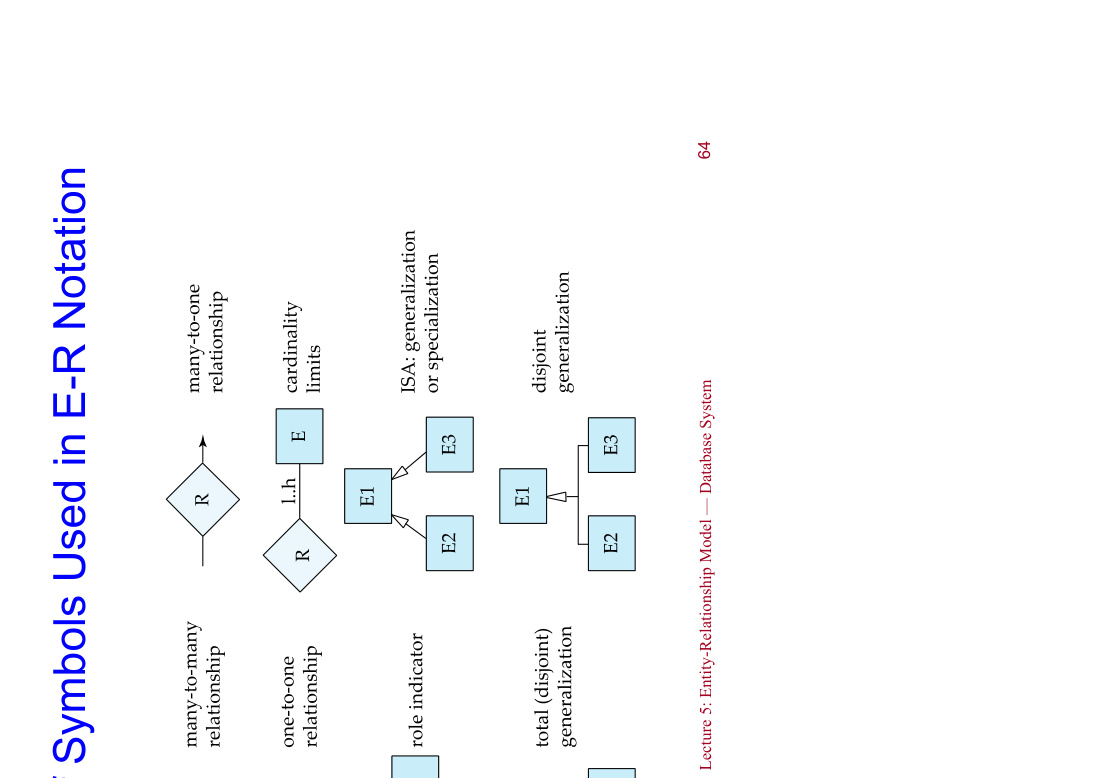 Symbols Used in E-R Notation
many-to-many
relationship
R
many-to-one
relationship
one-to-one
relationship
R
l..h
E
cardinality
limits
role indicator
E1
E2
E3
ISA: generalization
or specialization
total (disjoint)
generalization
E1
E2
E3
disjoint
generalization
Lecture 5: Entity-Relationship Model — Database System
64